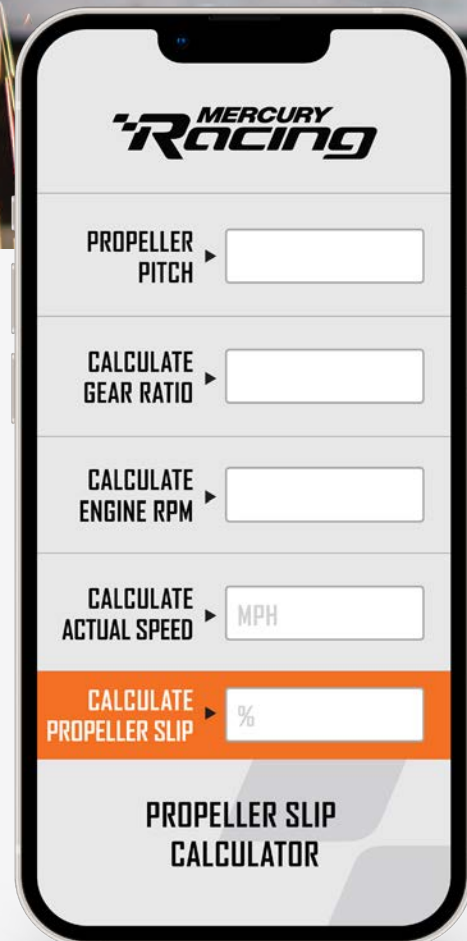 MERCURY
Racing
PROPELLER
PITCH
CALCULATE
GEAR RATIO
CALCULATE
ENGINE RPM
CALCULATE
ACTUAL SPEED
MPH
CALCULATE
PROPELLER SLIP
%
PROPELLER SLIP
CALCULATOR